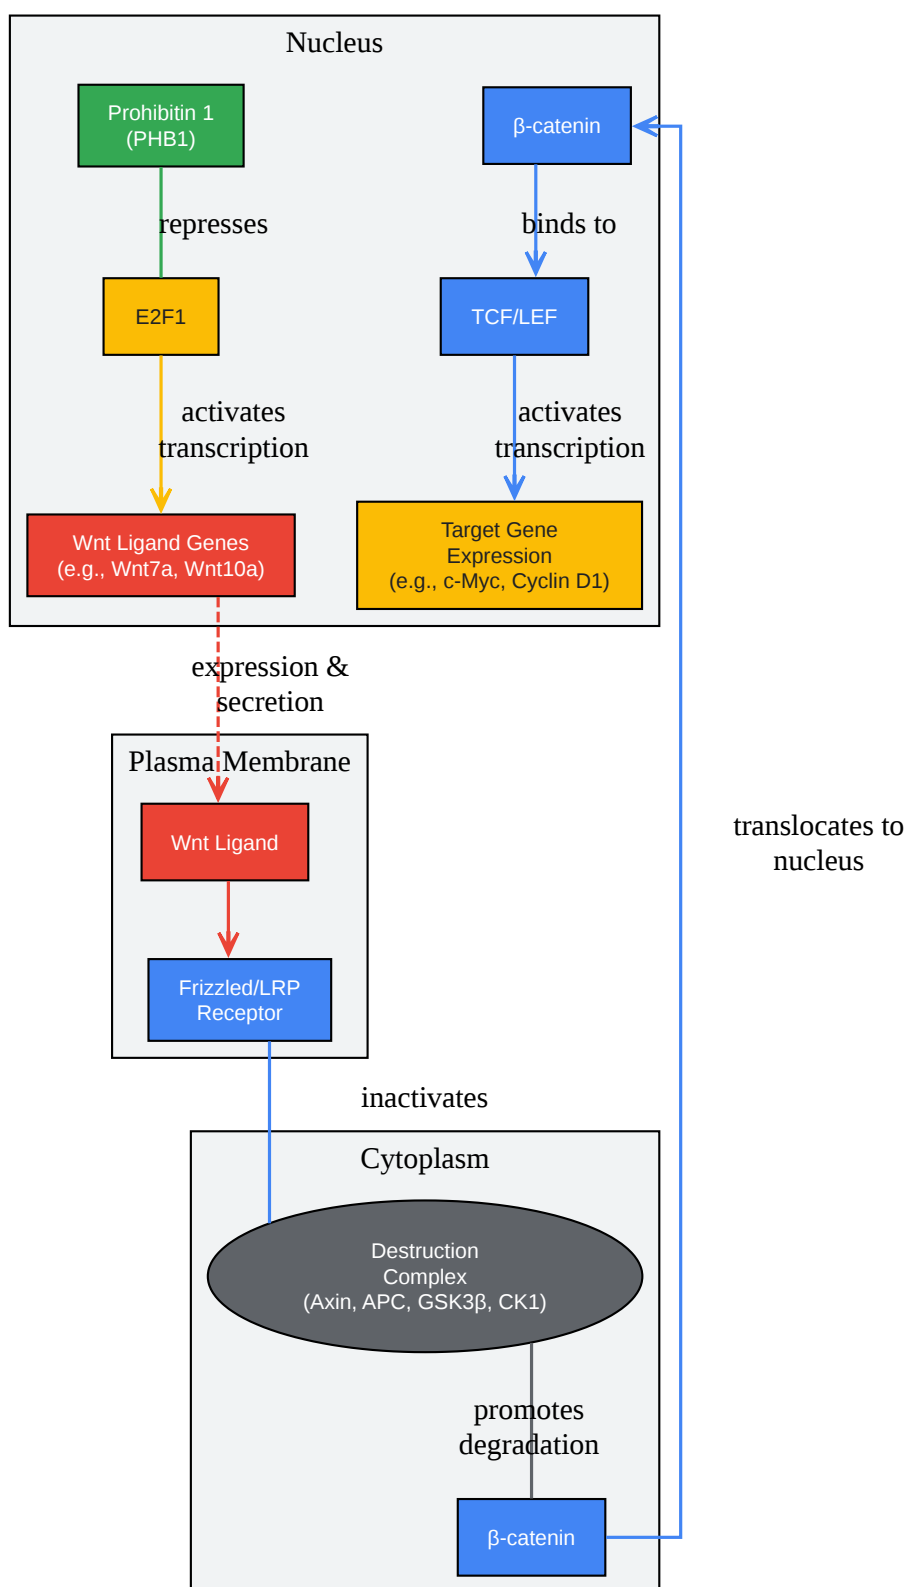 Nucleus
Prohibitin 1
(PHB1)
β-catenin
represses
binds to
E2F1
TCF/LEF
activates
transcription
activates
transcription
Wnt Ligand Genes
(e.g., Wnt7a, Wnt10a)
Target Gene
Expression
(e.g., c-Myc, Cyclin D1)
expression &
secretion
Plasma Membrane
Wnt Ligand
translocates to
nucleus
Frizzled/LRP
Receptor
inactivates
Cytoplasm
Destruction
Complex
(Axin, APC, GSK3β, CK1)
promotes
degradation
β-catenin